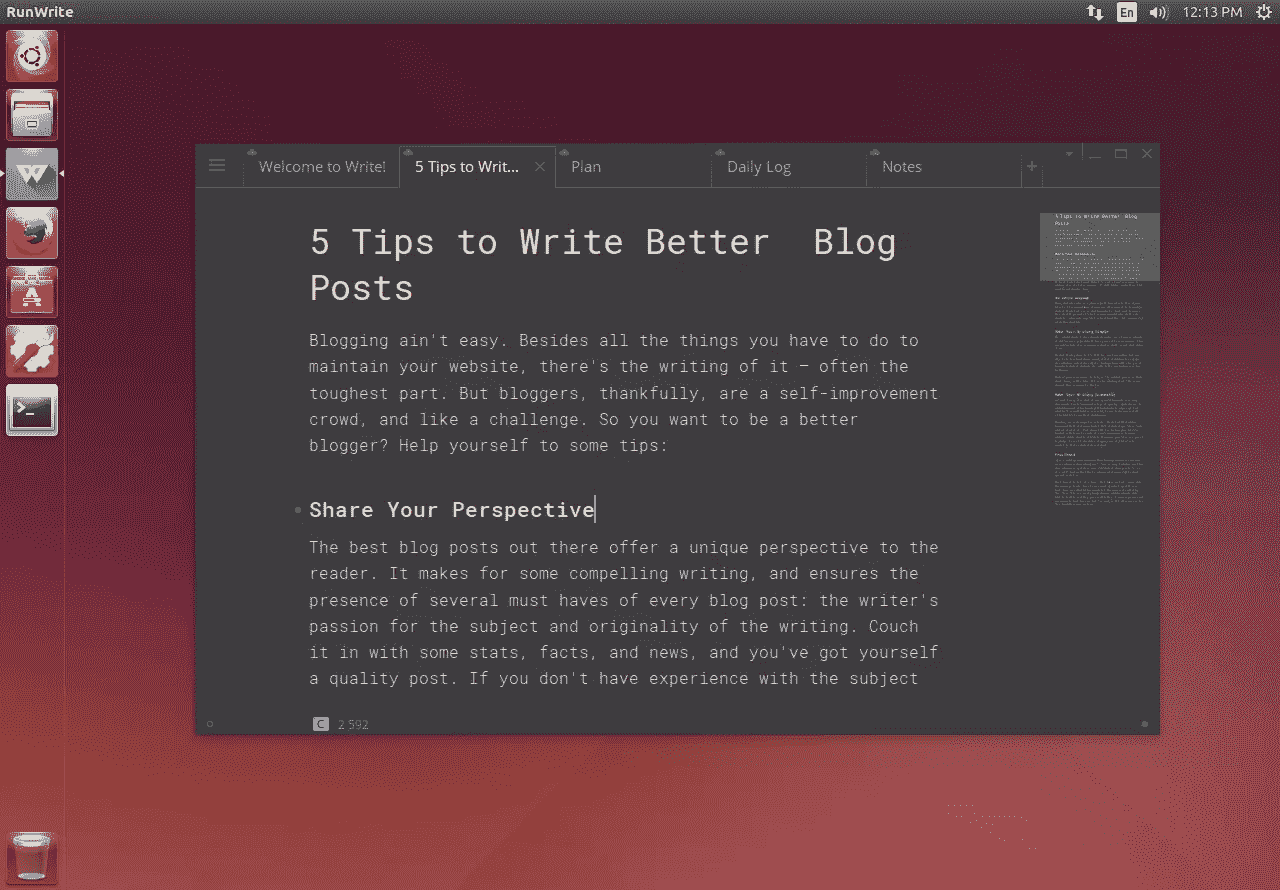 RunWrite
En
12:13 PM
Welcome to Write!
5 Tips to Writ...
Plan
Daily Log
Notes
5 Tips to Write Better  Blog
Posts
Blogging ain't easy. Besides all the things you have to do to
maintain your website, there's the writing of it — often the
toughest part. But bloggers, thankfully, are a self-improvement
crowd, and like a challenge. So you want to be a better
blogger? Help yourself to some tips:
Share Your Perspective
The best blog posts out there offer a unique perspective to the
reader. It makes for some compelling writing, and ensures the
presence of several must haves of every blog post: the writer's
passion for the subject and originality of the writing. Couch
it in with some stats, facts, and news, and you've got yourself
a quality post. If you don't have experience with the subject
C 2 592
5 Tips to Write Better Blog
Posts